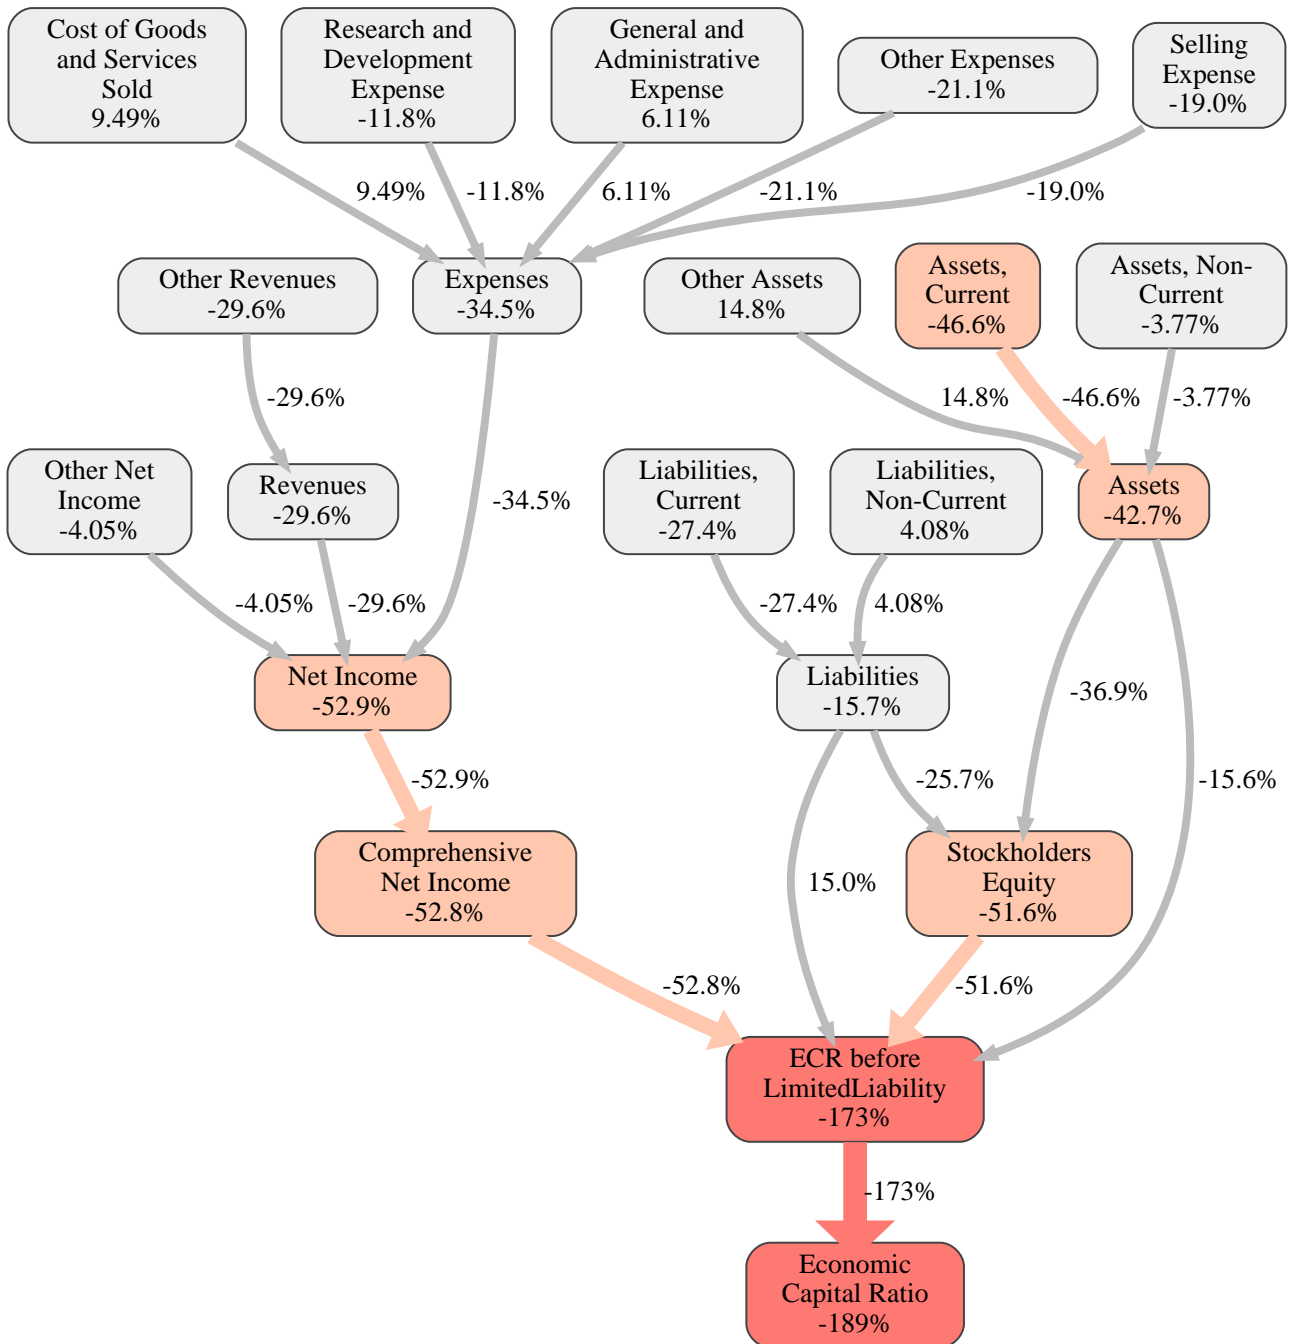 Cost of Goods
and Services
Sold
9.49%
Research and
Development
Expense
-11.8%
General and
Administrative
Expense
6.11%
Other Expenses
-21.1%
Selling
Expense
-19.0%
9.49%
-11.8%
6.11%
-21.1%
-19.0%
Other Revenues
-29.6%
Expenses
-34.5%
Other Assets
14.8%
Assets,
Current
-46.6%
Assets, Non-
Current
-3.77%
-29.6%
14.8%
-46.6%
-3.77%
Other Net
Income
-4.05%
Revenues
-29.6%
-34.5%
Liabilities,
Current
-27.4%
Liabilities,
Non-Current
4.08%
Assets
-42.7%
-4.05%
-29.6%
-27.4%
4.08%
Net Income
-52.9%
Liabilities
-15.7%
-36.9%
-52.9%
-25.7%
-15.6%
Comprehensive
Net Income
-52.8%
15.0%
Stockholders
Equity
-51.6%
-52.8%
-51.6%
ECR before
LimitedLiability
-173%
-173%
Economic
Capital Ratio
-189%